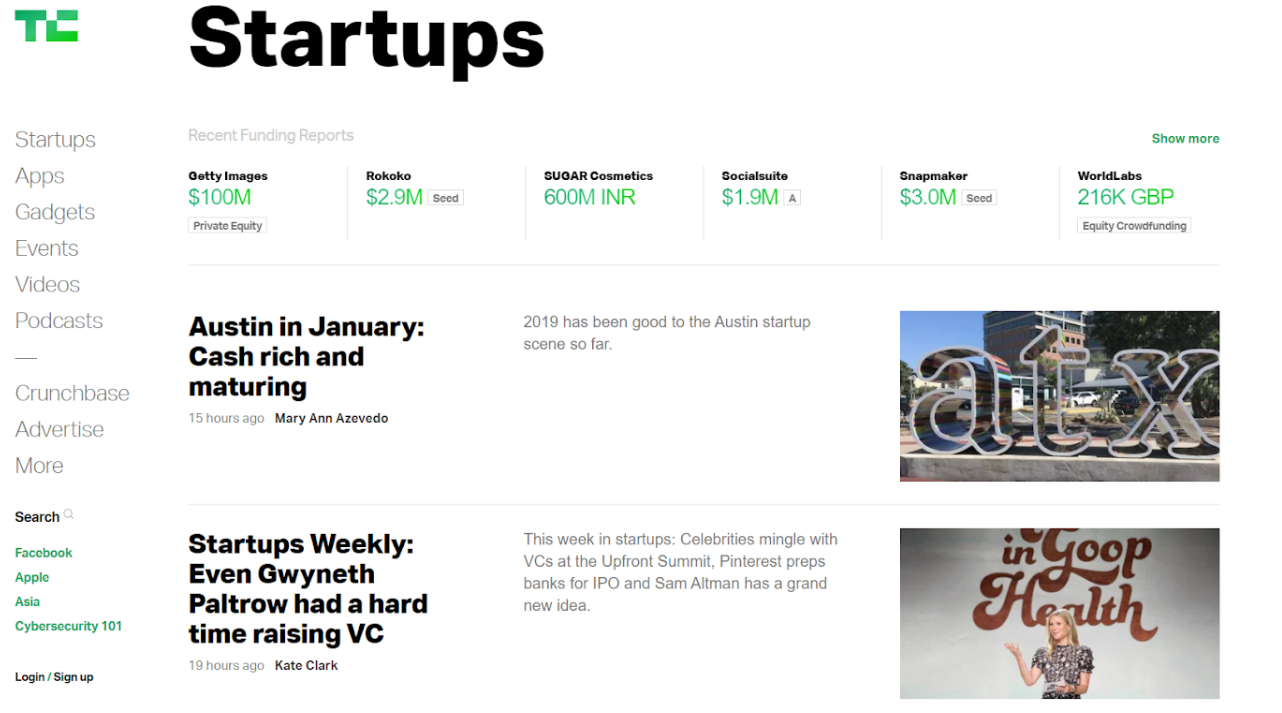 TC
Startups
Startups
Apps
Gadgets
Events
Videos
Podcasts
—
Crunchbase
Advertise
More
Search
Facebook
Apple
Asia
Cybersecurity 101
Login / Sign up
Recent Funding Reports
Show more
Getty Images
$100M
Private Equity
Rokoko
$2.9M Seed
SUGAR Cosmetics
600M INR
Socialsuite
$1.9M A
Snapmaker
$3.0M Seed
WorldLabs
216K GBP
Equity Crowdfunding
Austin in January:
Cash rich and
maturing
15 hours ago Mary Ann Azevedo
2019 has been good to the Austin startup
scene so far.
atx
Startups Weekly:
Even Gwyneth
Paltrow had a hard
time raising VC
19 hours ago Kate Clark
This week in startups: Celebrities mingle with
VCs at the Upfront Summit, Pinterest preps
banks for IPO and Sam Altman has a grand
new idea.
in Goop
Health